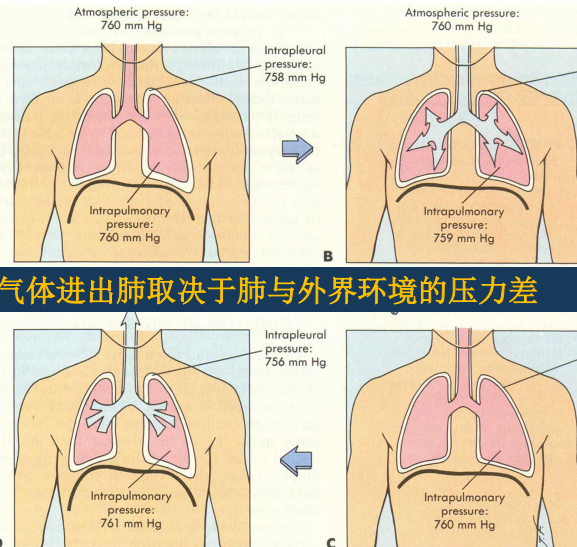 Atmospheric pressure:
760 mm Hg
Intrapleural
pressure:
758 mm Hg
Intrapulmonary
pressure:
760 mm Hg
Atmospheric pressure:
760 mm Hg
Intrapulmonary
pressure:
759 mm Hg
B
气体进出肺取决于肺与外界环境的压力差
Intrapleural
pressure:
756 mm Hg
Intrapulmonary
pressure:
761 mm Hg
Intrapulmonary
pressure:
760 mm Hg
C